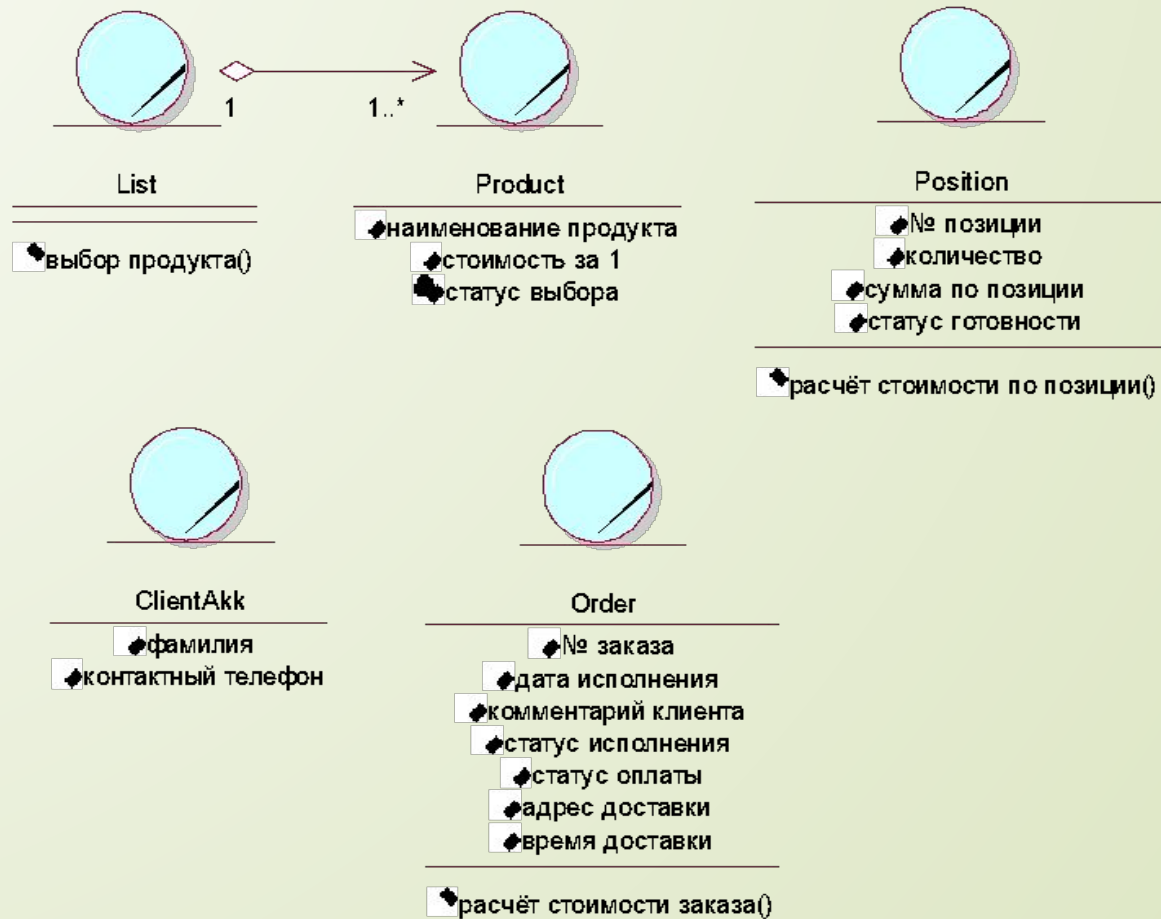 1
1..*
List
выбор продукта()
Product
наименование продукта
стоимость за 1
статус выбора
Position
№ позиции
количество
сумма по позиции
статус готовности
расчёт стоимости по позиции()
ClientAkk
фамилия
контактный телефон
Order
№ заказа
дата исполнения
комментарий клиента
статус исполнения
статус оплаты
адрес доставки
время доставки
расчёт стоимости заказа()